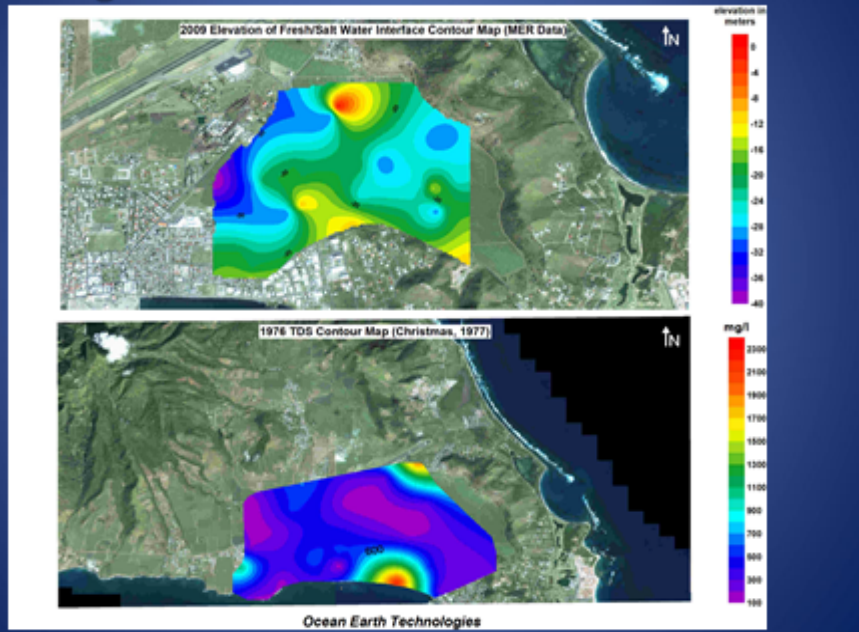 2009 Elevation of Fresh/Salt Water Interface Contour Map (MER Data)
N
elevation in
meters
0
-4
-8
-12
-16
-20
-24
-28
-32
-36
-40
1976 TDS Contour Map (Christmas, 1977)
N
mg/l
2300
1900
1700
1500
1300
1100
900
700
500
300
100
500
Ocean Earth Technologies